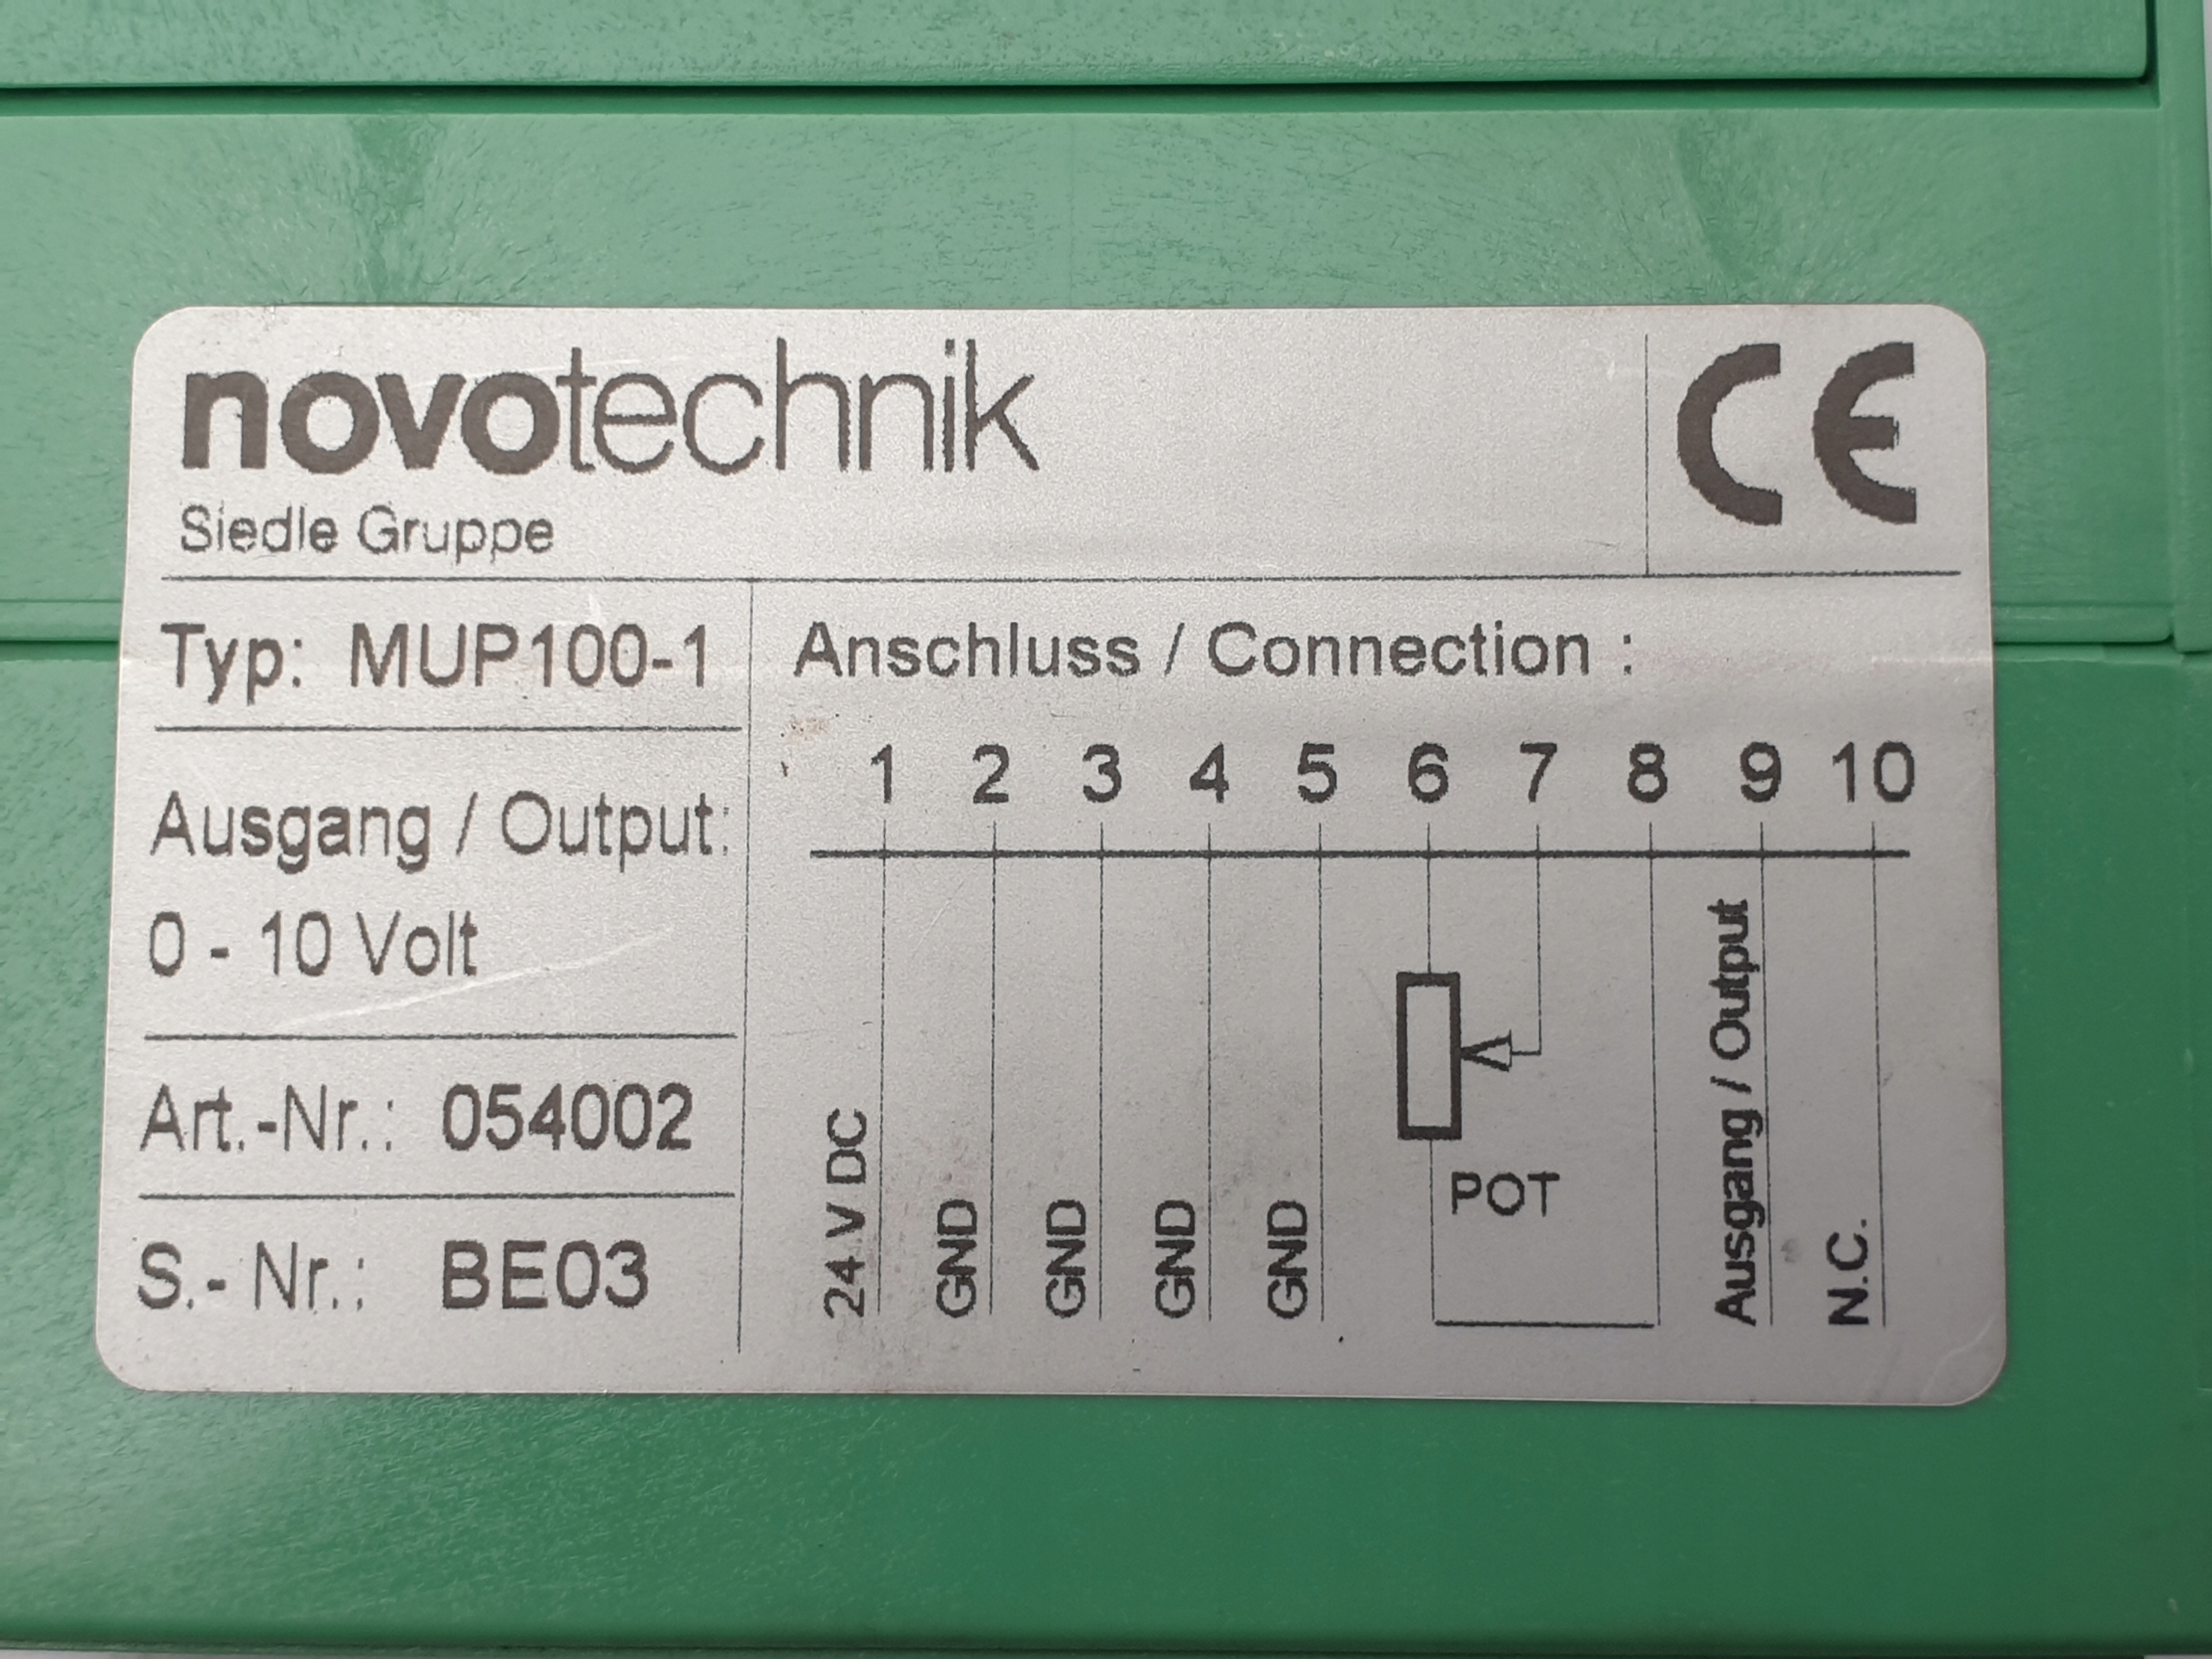 novotechnik
CE
Siedle Gruppe
Typ: MUP100-1
Ausgang / Output:
0 - 10 Volt
Art.-Nr.: 054002
S.- Nr.: BE03
Anschluss / Connection :
1 2 3 4 5 6 7 8 9 10
24 V DC
GND
GND
GND
GND
POT
Ausgang / Output
N.C.